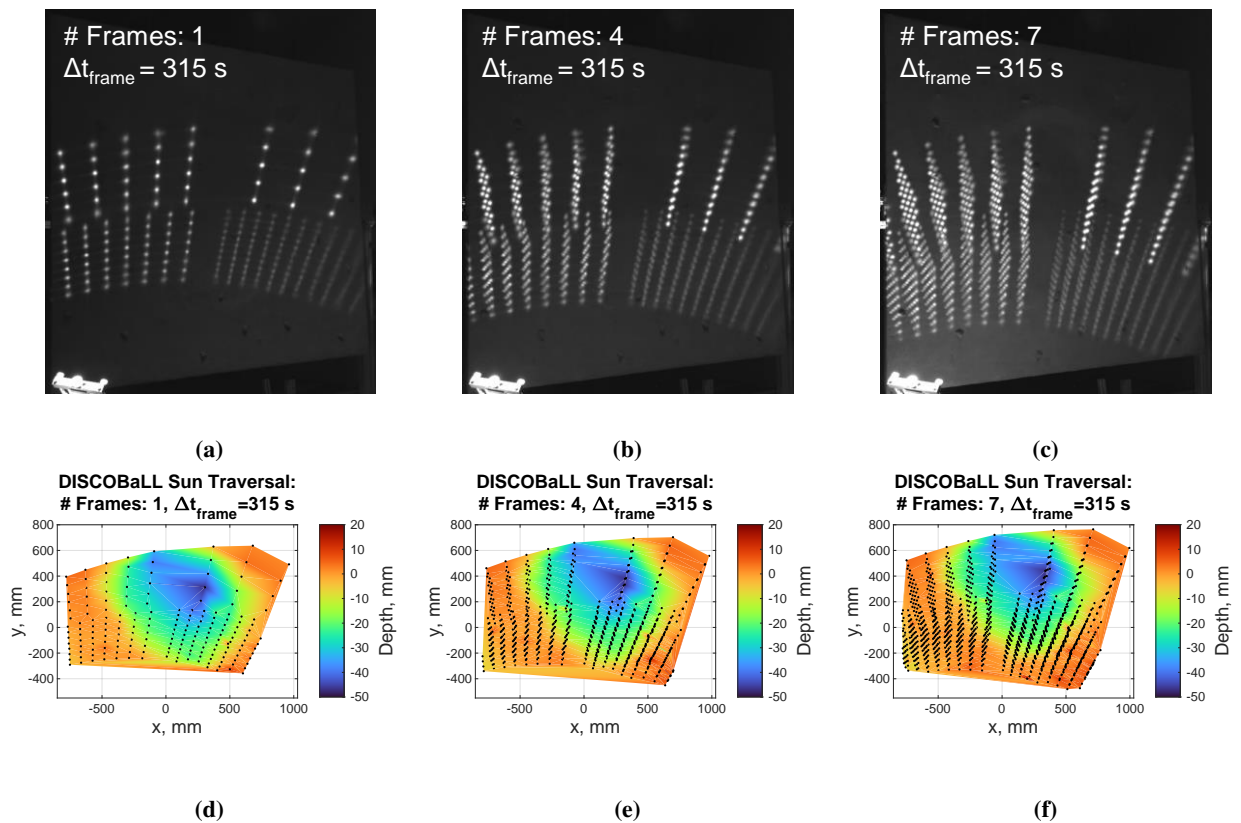 # Frames: 1
Δt_frame = 315 s
# Frames: 4
Δt_frame = 315 s
# Frames: 7
Δt_frame = 315 s
(a)
(b)
(c)
DISCOBaLL Sun Traversal:
# Frames: 1, Δt_frame=315 s
800
600
400
200
0
-200
-400
y, mm
-500
0
500
1000
x, mm
20
10
0
-10
-20
-30
-40
-50
Depth, mm
DISCOBaLL Sun Traversal:
# Frames: 4, Δt_frame=315 s
800
600
400
200
0
-200
-400
y, mm
-500
0
500
1000
x, mm
20
10
0
-10
-20
-30
-40
-50
Depth, mm
DISCOBaLL Sun Traversal:
# Frames: 7, Δt_frame=315 s
800
600
400
200
0
-200
-400
y, mm
-500
0
500
1000
x, mm
20
10
0
-10
-20
-30
-40
-50
Depth, mm
(d)
(e)
(f)